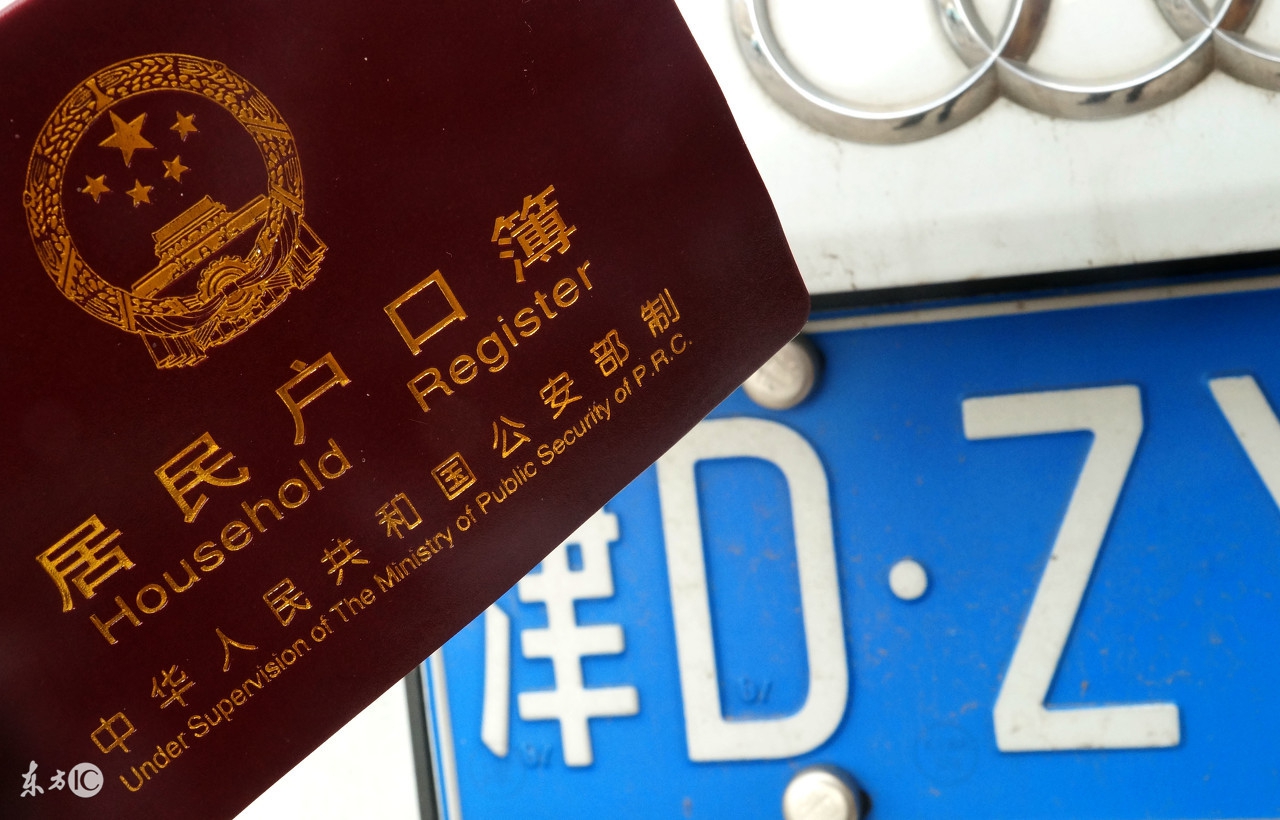 居民户口簿
Household Register
中华人民共和国公安部制
Under Supervision of The Ministry of Public Security of P.R.C.
津D·Z
东方IC